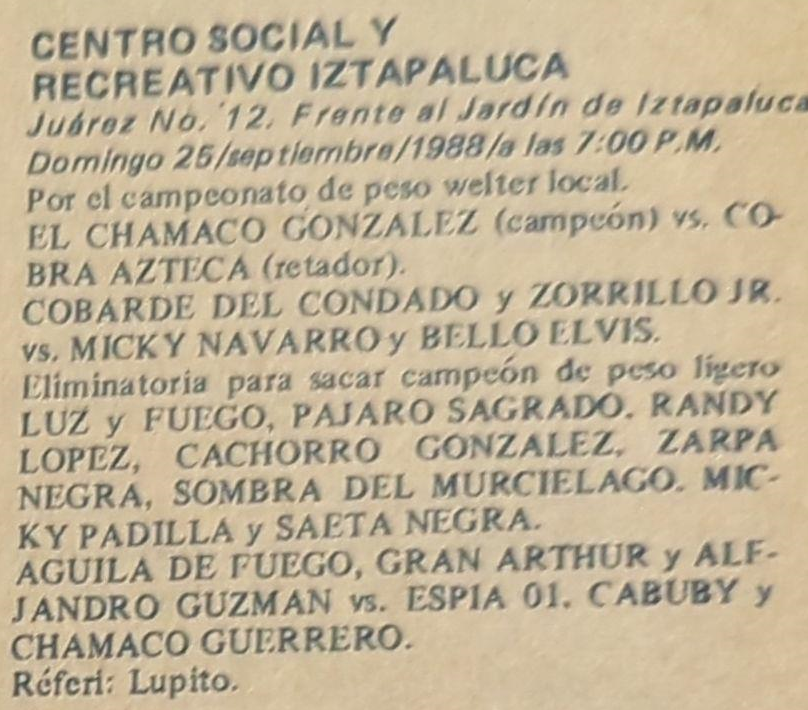 CENTRO SOCIAL Y
RECREATIVO IZTAPALUCA
Juárez No. 12. Frente al Jardín de Iztapaluca
Domingo 25/septiembre/1988/a las 7:00 P.M.
Por el campeonato de peso welter local.
EL CHAMACO GONZALEZ (campeón) vs. CO-
BRA AZTECA (retador).
COBARDE DEL CONDADO y ZORRILLO JR.
vs. MICKY NAVARRO y BELLO ELVIS.
Eliminatoria para sacar campeón de peso ligero
LUZ y FUEGO, PAJARO SAGRADO. RANDY
LOPEZ, CACHORRO GONZALEZ, ZARPA
NEGRA, SOMBRA DEL MURCIELAGO. MIC-
KY PADILLA y SAETA NEGRA.
AGUILA DE FUEGO, GRAN ARTHUR y ALE-
JANDRO GUZMAN vs. ESPIA 01. CABUBY y
CHAMACO GUERRERO.
Réferi: Lupito.